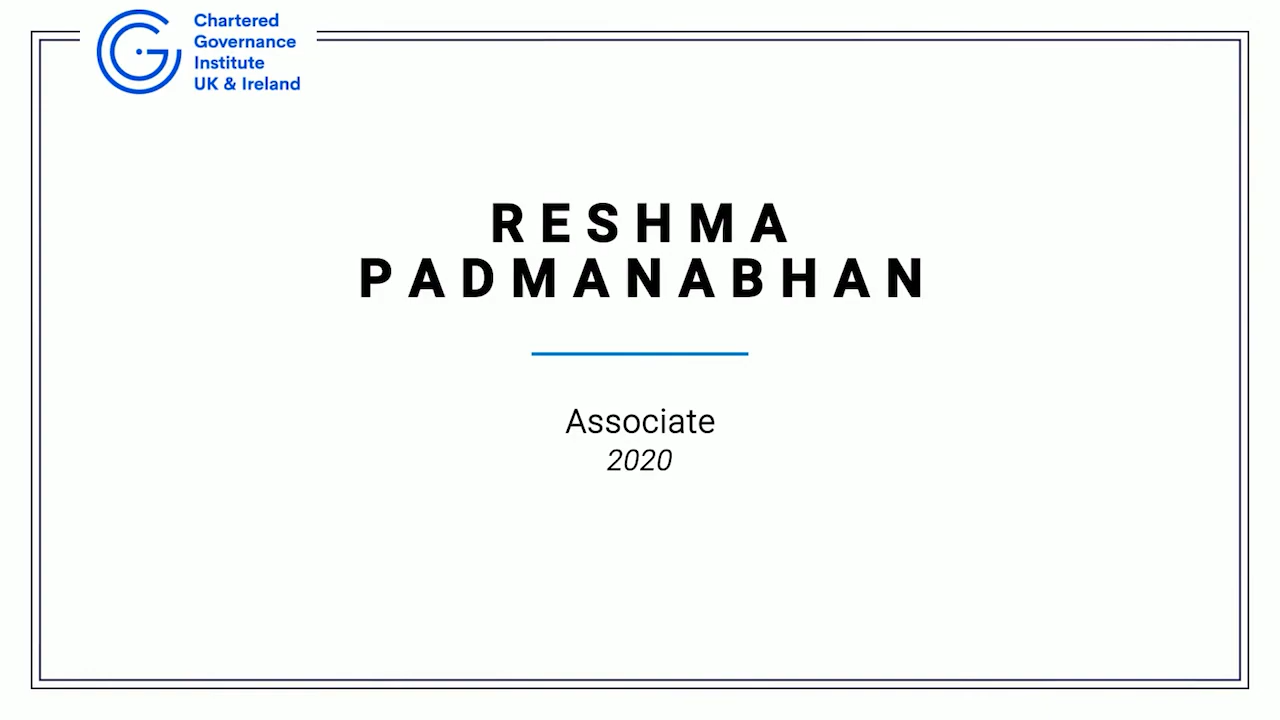 Chartered
Governance
Institute
UK & Ireland
RESHMA
PADMANABHAN
Associate
2020